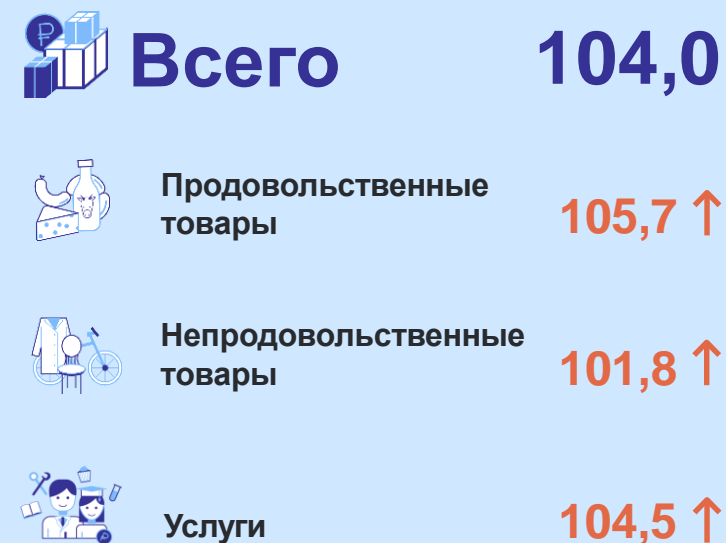 Всего 104,0
Продовольственные
товары 105,7 ↑
Непродовольственные
товары 101,8 ↑
Услуги 104,5 ↑